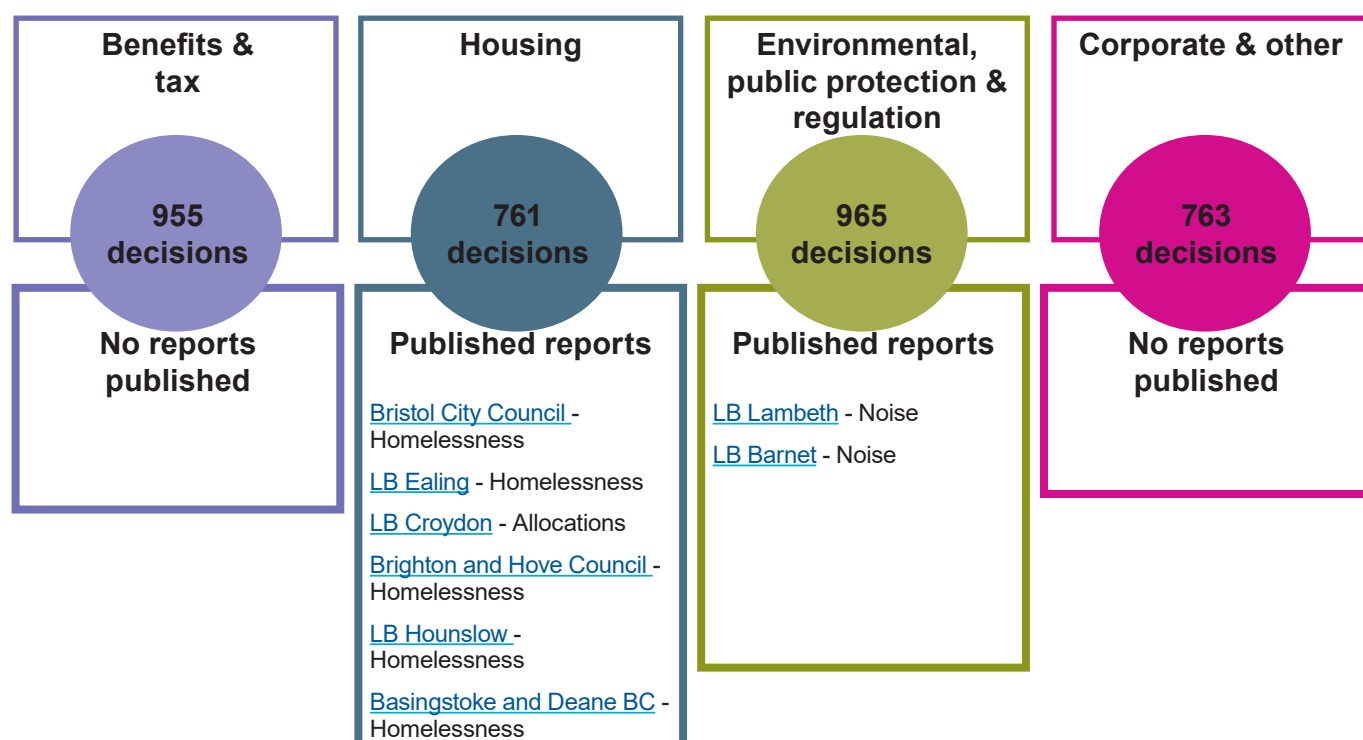 Benefits &
tax
955
decisions
No reports
published
Housing
761
decisions
Published reports
Bristol City Council -
Homelessness
LB Ealing - Homelessness
LB Croydon - Allocations
Brighton and Hove Council -
Homelessness
LB Hounslow -
Homelessness
Basingstoke and Deane BC -
Homelessness
Environmental,
public protection &
regulation
965
decisions
Published reports
LB Lambeth - Noise
LB Barnet - Noise
Corporate & other
763
decisions
No reports
published